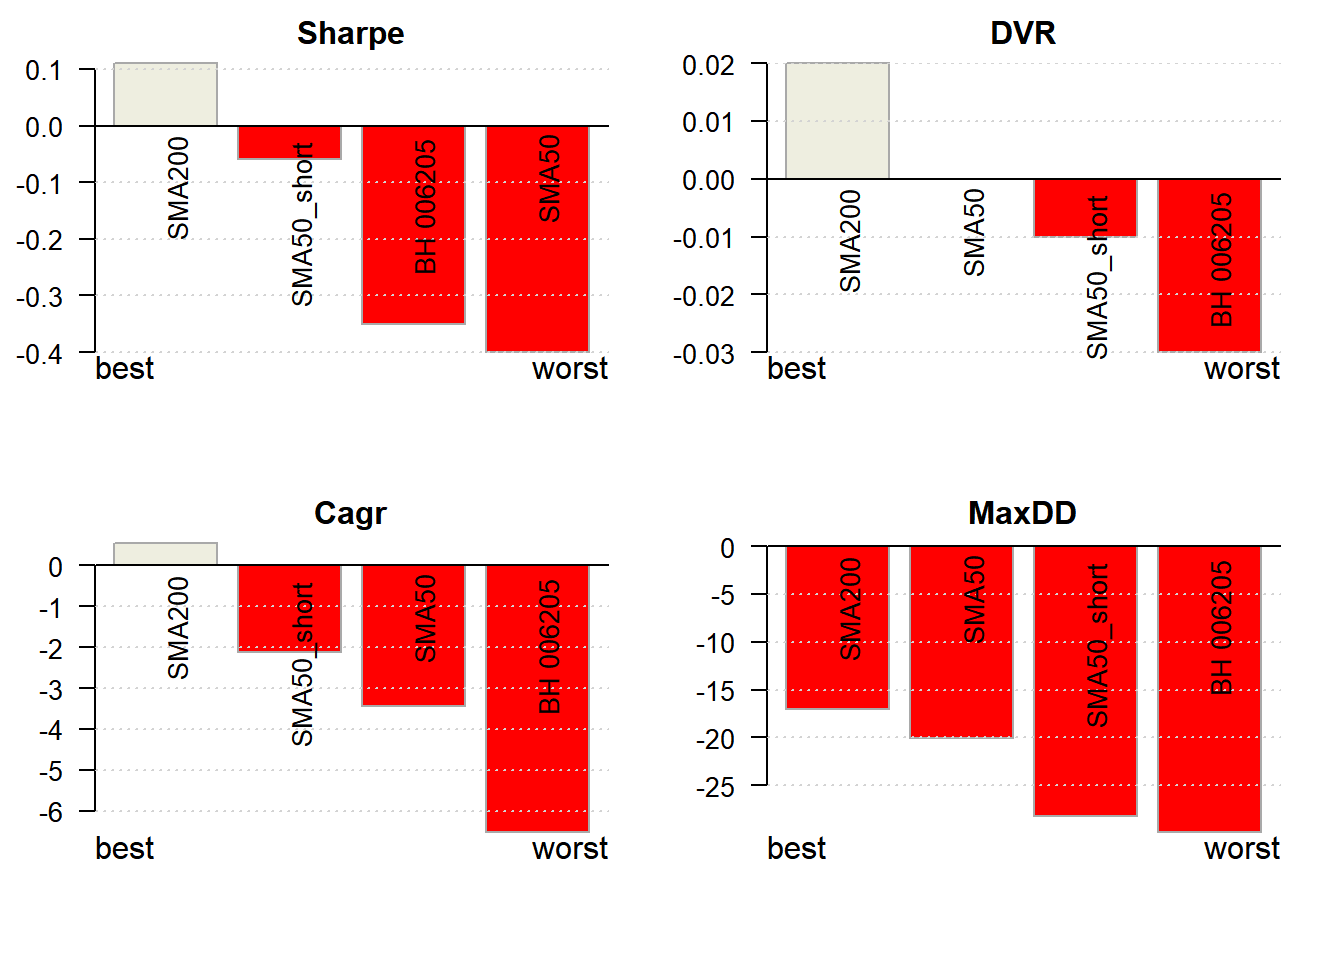 Sharpe
0.1
0.0
-0.1
-0.2
-0.3
-0.4
SMA200
SMA50_short
BH 006205
SMA50
best
worst
DVR
0.02
0.01
0.00
-0.01
-0.02
-0.03
SMA200
SMA50
SMA50_short
BH 006205
best
worst
Cagr
0
-1
-2
-3
-4
-5
-6
SMA200
SMA50_short
SMA50
BH 006205
best
worst
MaxDD
0
-5
-10
-15
-20
-25
SMA200
SMA50
SMA50_short
BH 006205
best
worst